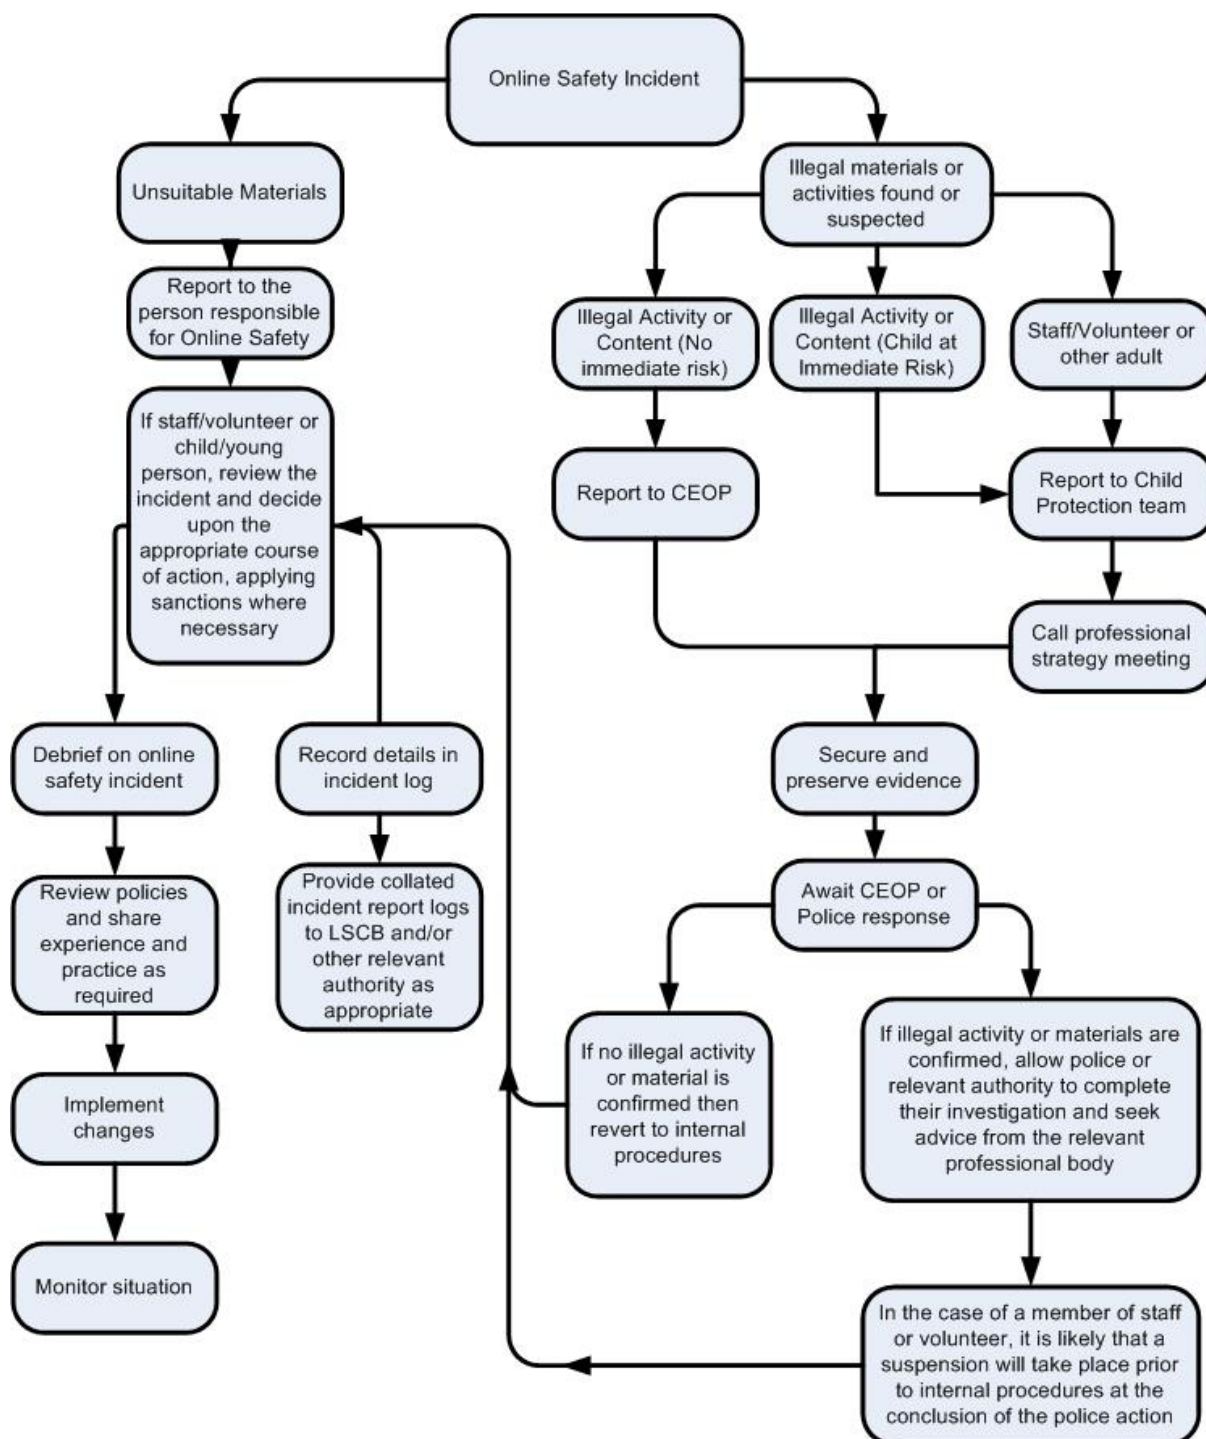 Online Safety Incident
Unsuitable Materials
Illegal materials or
activities found or
suspected
Report to the
person responsible
for Online Safety
Illegal Activity or
Content (No
immediate risk)
Illegal Activity or
Content (Child at
Immediate Risk)
Staff/Volunteer or
other adult
If staff/volunteer or
child/young
person, review the
incident and decide
upon the
appropriate course
of action, applying
sanctions where
necessary
Report to CEOP
Report to Child
Protection team
Call professional
strategy meeting
Debrief on online
safety incident
Record details in
incident log
Secure and
preserve evidence
Review policies
and share
experience and
practice as
required
Provide collated
incident report logs
to LSCB and/or
other relevant
authority as
appropriate
Await CEOP or
Police response
If no illegal activity
or material is
confirmed then
revert to internal
procedures
If illegal activity or materials are
confirmed, allow police or
relevant authority to complete
their investigation and seek
advice from the relevant
professional body
Implement
changes
Monitor situation
In the case of a member of staff
or volunteer, it is likely that a
suspension will take place prior
to internal procedures at the
conclusion of the police action